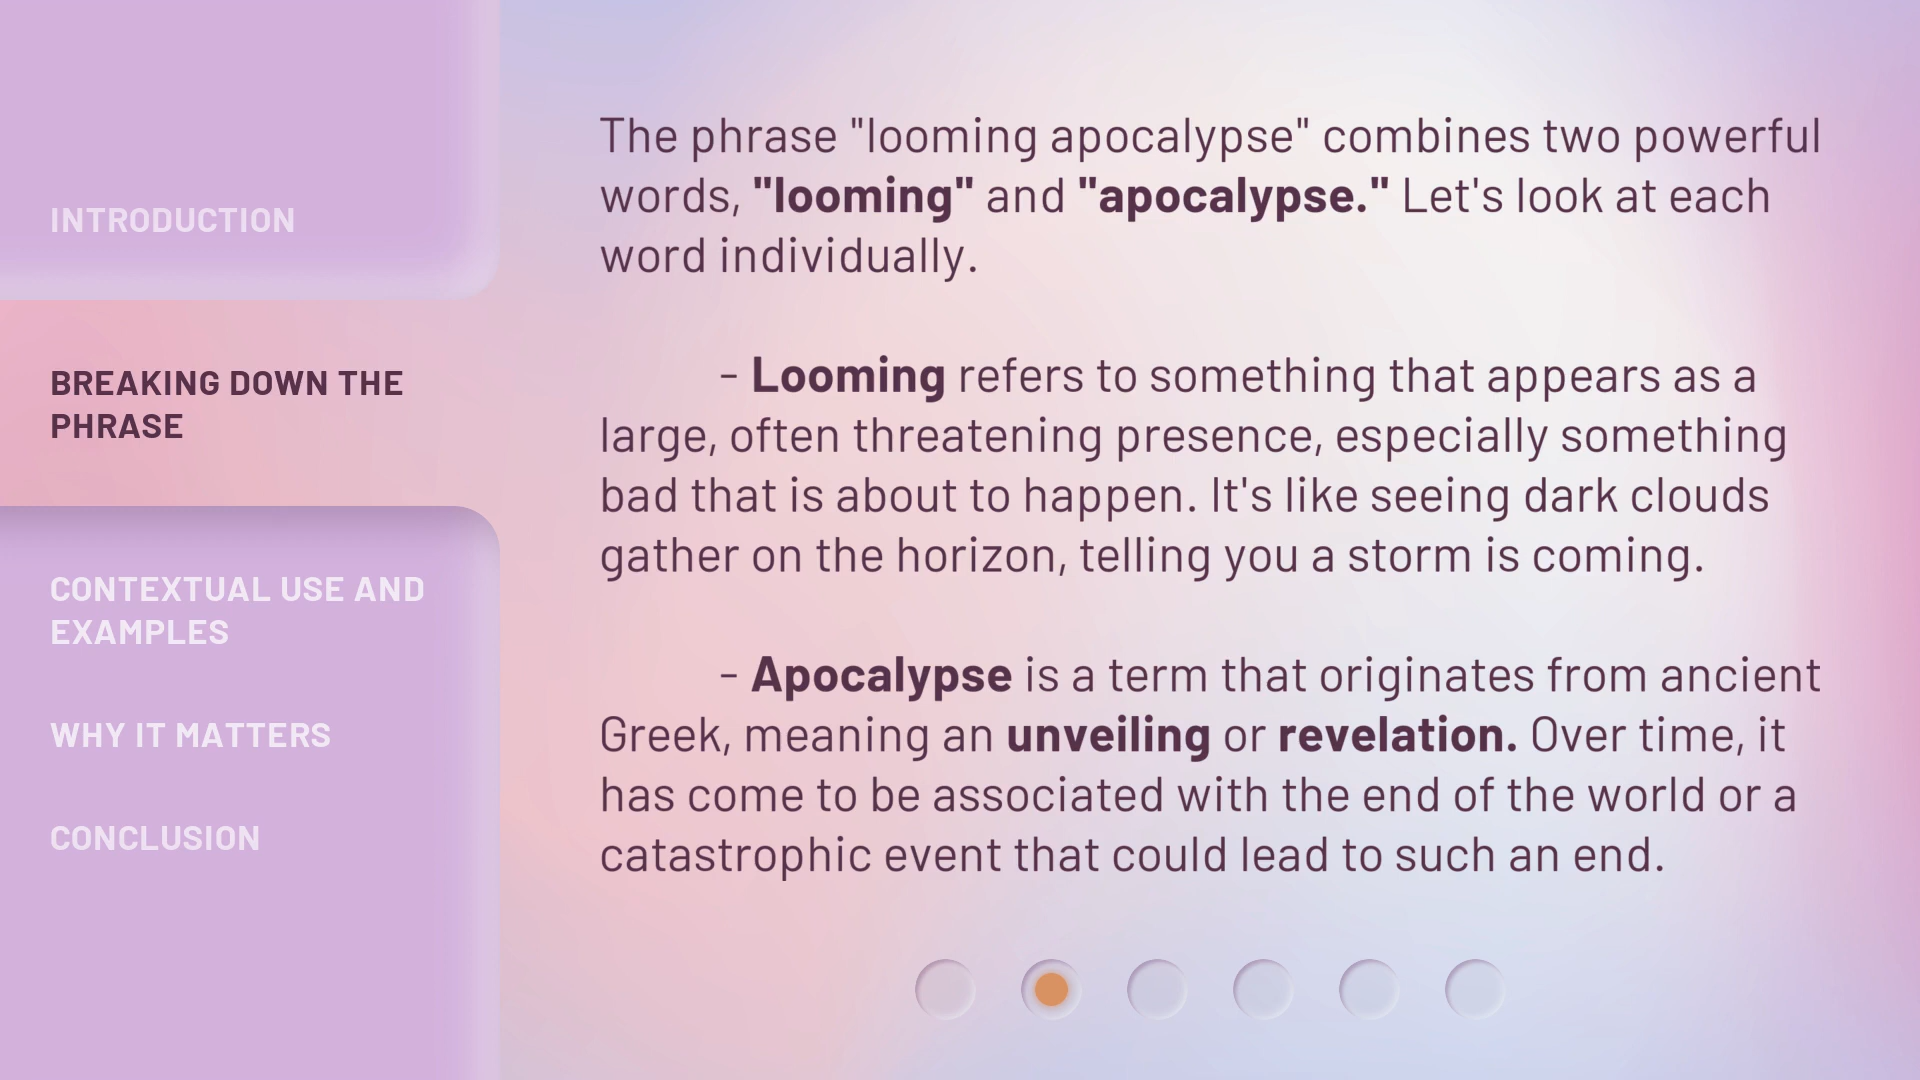 INTRODUCTION
BREAKING DOWN THE
PHRASE
CONTEXTUAL USE AND
EXAMPLES
WHY IT MATTERS
CONCLUSION
The phrase "looming apocalypse" combines two powerful
words, "looming" and "apocalypse." Let's look at each
word individually.
- Looming refers to something that appears as a
large, often threatening presence, especially something
bad that is about to happen. It's like seeing dark clouds
gather on the horizon, telling you a storm is coming.
- Apocalypse is a term that originates from ancient
Greek, meaning an unveiling or revelation. Over time, it
has come to be associated with the end of the world or a
catastrophic event that could lead to such an end.